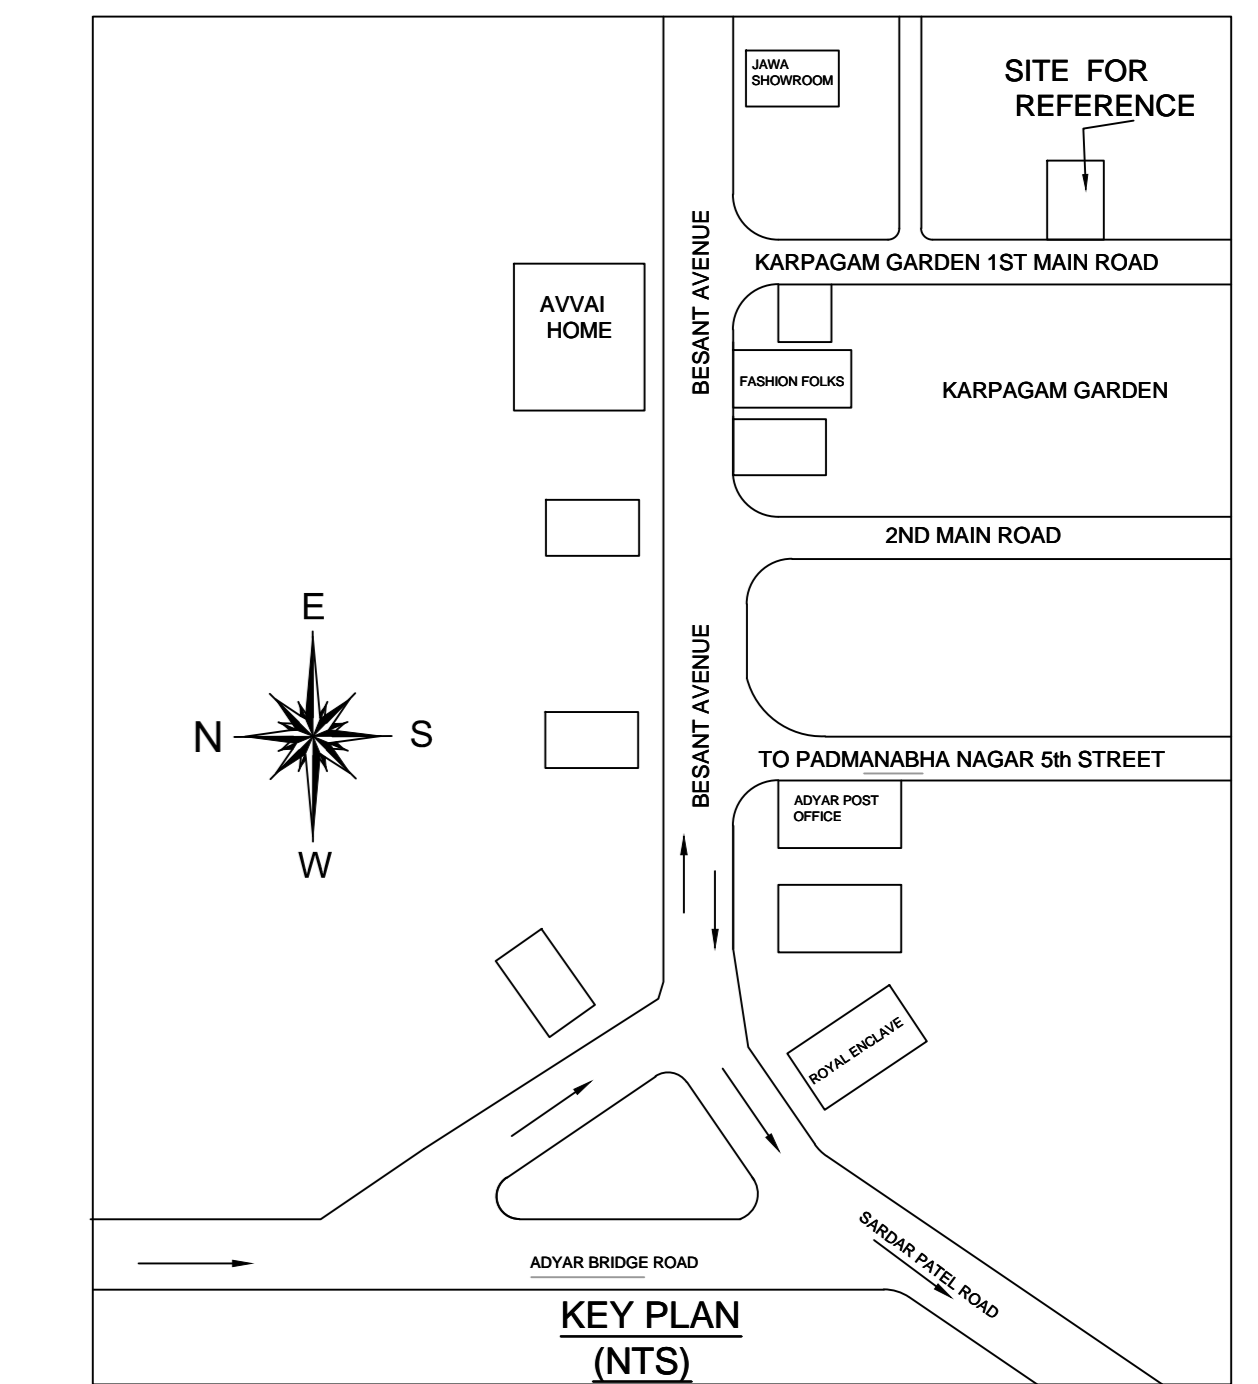 JAWA
SHOWROOM
SITE FOR
REFERENCE
BESANT AVENUE
KARPAGAM GARDEN 1ST MAIN ROAD
AVVAI
HOME
FASHION FOLKS
KARPAGAM GARDEN
2ND MAIN ROAD
E
N
S
W
BESANT AVENUE
TO PADMANABHA NAGAR 5th STREET
ADYAR POST
OFFICE
ROYAL ENCLAVE
SARDAR PATEL ROAD
ADYAR BRIDGE ROAD
KEY PLAN
(NTS)